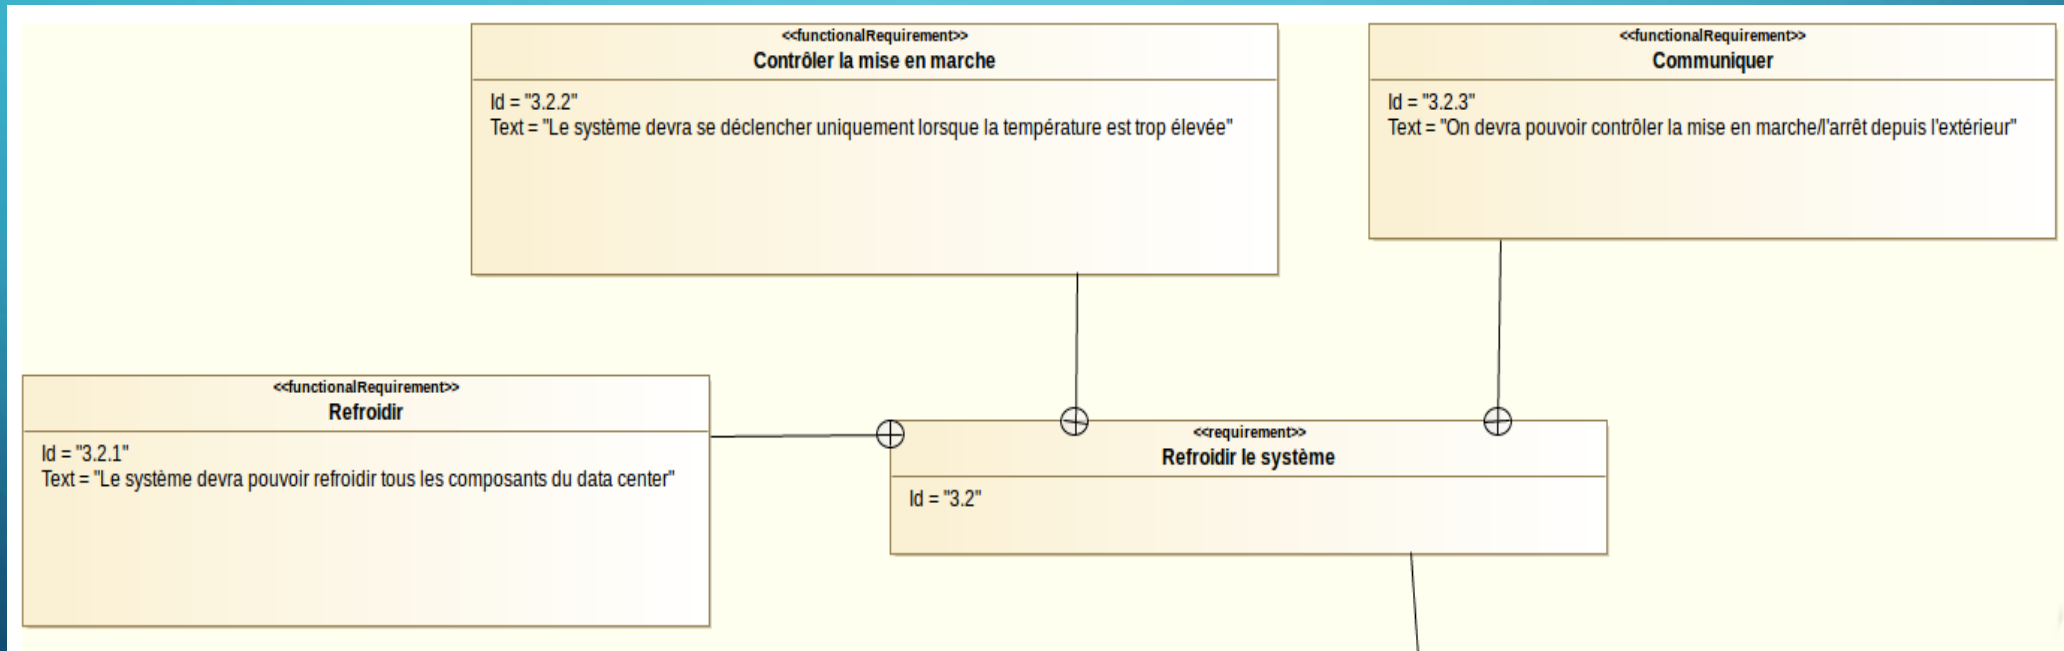 <<functionalRequirement>>
Contrôler la mise en marche
Id = "3.2.2"
Text = "Le système devra se déclencher uniquement lorsque la température est trop élevée"
<<functionalRequirement>>
Communiquer
Id = "3.2.3"
Text = "On devra pouvoir contrôler la mise en marche/l'arrêt depuis l'extérieur"
<<functionalRequirement>>
Refroidir
Id = "3.2.1"
Text = "Le système devra pouvoir refroidir tous les composants du data center"
<<requirement>>
Refroidir le système
Id = "3.2"